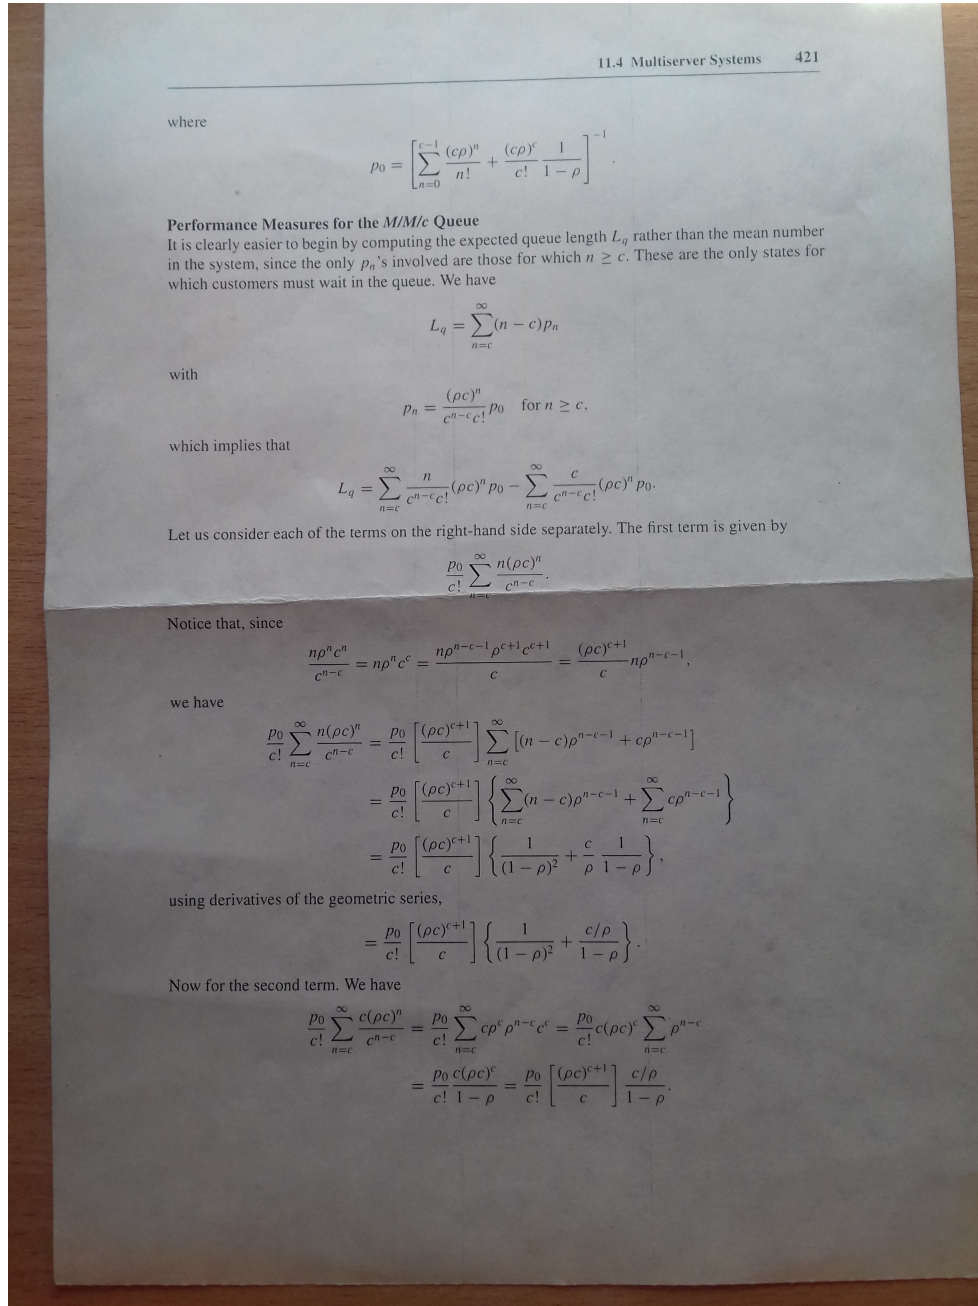 11.4 Multiserver Systems 421
where
p₀ = [∑_{n=0}^{c−1} (cρ)ⁿ/n! + (cρ)^c/c! 1/(1 − ρ)]^{−1}.
Performance Measures for the M/M/c Queue
It is clearly easier to begin by computing the expected queue length L_q rather than the mean number
in the system, since the only p_n's involved are those for which n ≥ c. These are the only states for
which customers must wait in the queue. We have
L_q = ∑_{n=c}^{∞} (n − c)p_n
with
p_n = (ρc)^n/(c^{n−c}c!) p₀ for n ≥ c,
which implies that
L_q = ∑_{n=c}^{∞} n/(c^{n−c}c!) (ρc)^n p₀ − ∑_{n=c}^{∞} c/(c^{n−c}c!) (ρc)^n p₀.
Let us consider each of the terms on the right-hand side separately. The first term is given by
p₀/c! ∑_{n=c}^{∞} n(ρc)^n/c^{n−c}.
Notice that, since
nρ^n c^n/c^{n−c} = nρ^n c^c = nρ^{n−c−1}ρ^{c+1}c^{c+1}/c = (ρc)^{c+1}/c nρ^{n−c−1},
we have
p₀/c! ∑_{n=c}^{∞} n(ρc)^n/c^{n−c} = p₀/c! [(ρc)^{c+1}/c] ∑_{n=c}^{∞} [(n − c)ρ^{n−c−1} + cρ^{n−c−1}]
= p₀/c! [(ρc)^{c+1}/c] {∑_{n=c}^{∞} (n − c)ρ^{n−c−1} + ∑_{n=c}^{∞} cρ^{n−c−1}}
= p₀/c! [(ρc)^{c+1}/c] {1/(1 − ρ)² + c/ρ 1/(1 − ρ)},
using derivatives of the geometric series,
= p₀/c! [(ρc)^{c+1}/c] {1/(1 − ρ)² + (c/ρ)/(1 − ρ)}.
Now for the second term. We have
p₀/c! ∑_{n=c}^{∞} c(ρc)^n/c^{n−c} = p₀/c! ∑_{n=c}^{∞} cρ^c ρ^{n−c}c^c = p₀/c! c(ρc)^c ∑_{n=c}^{∞} ρ^{n−c}
= p₀/c! c(ρc)^c/(1 − ρ) = p₀/c! [(ρc)^{c+1}/c] (c/ρ)/(1 − ρ).